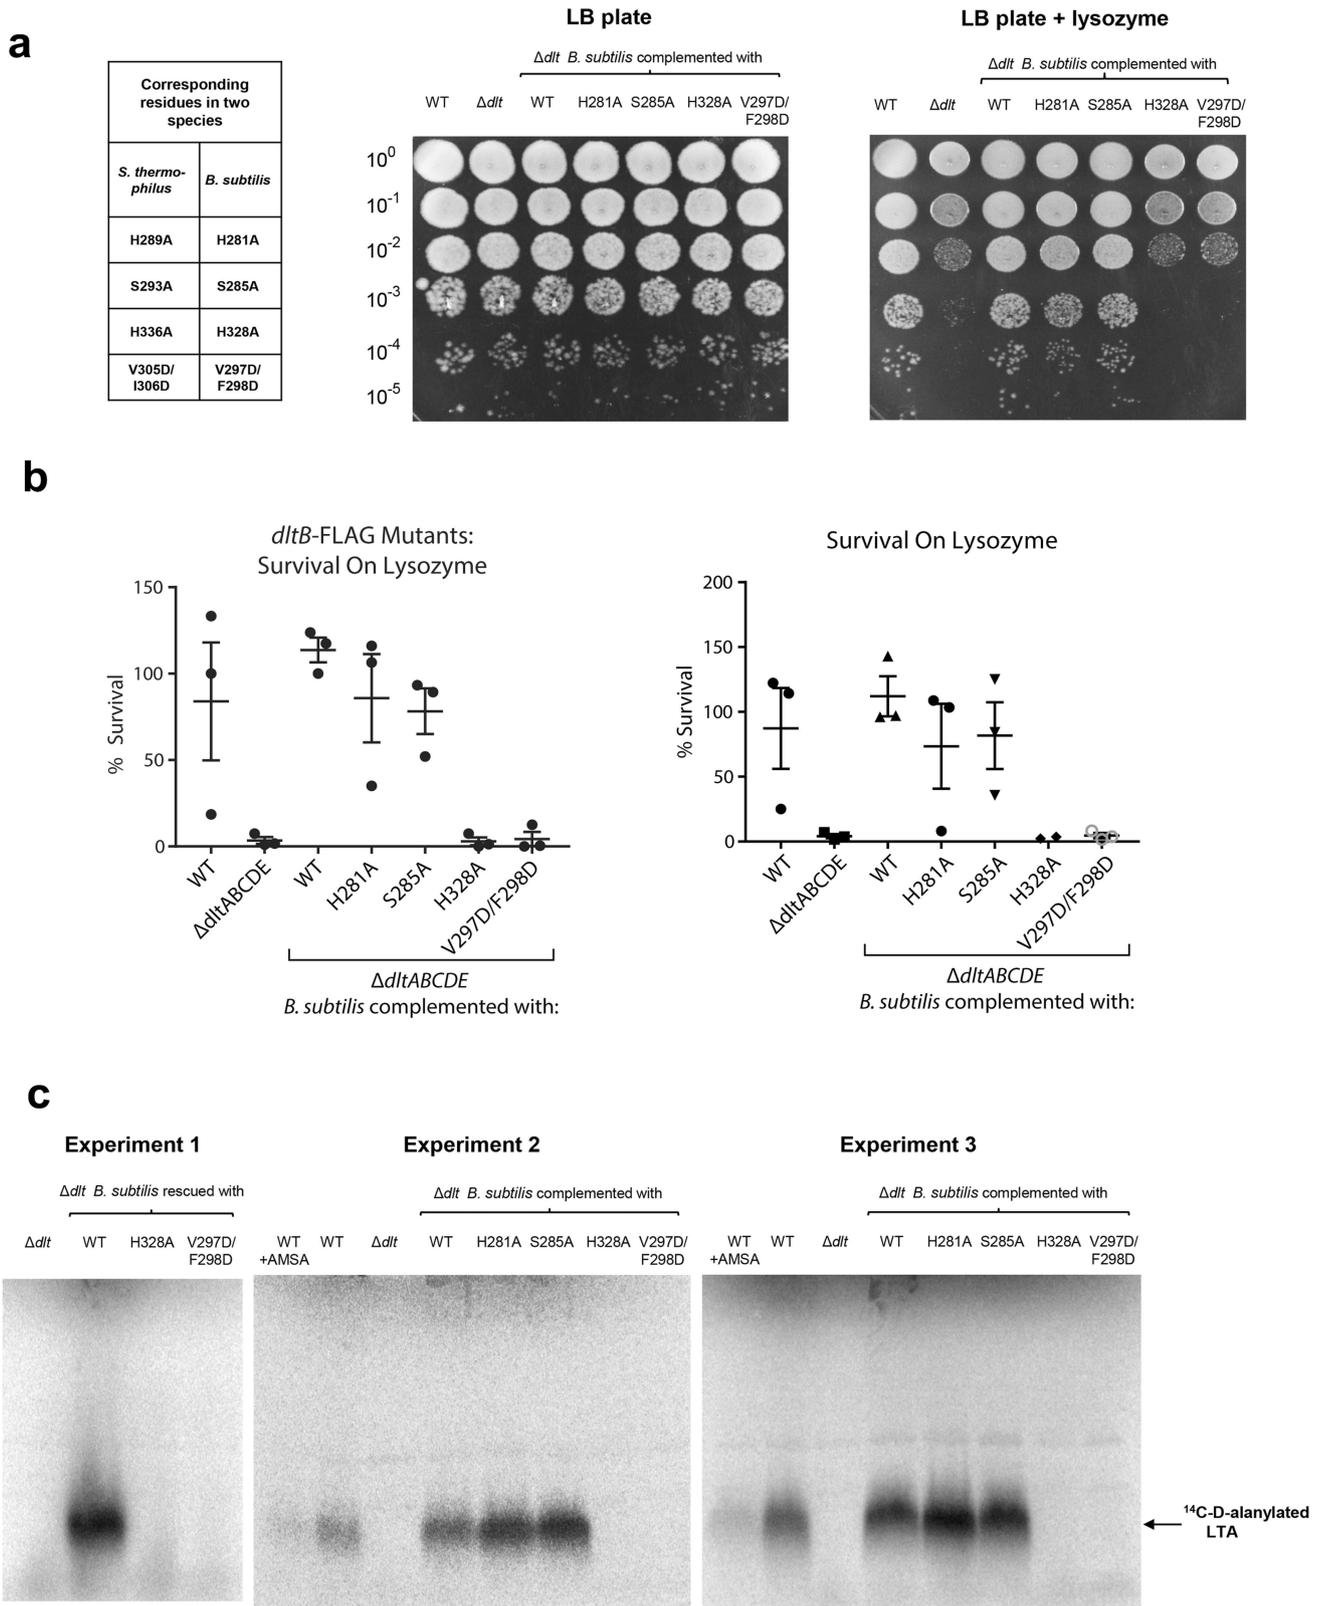 a
LB plate
LB plate + lysozyme
Δdlt B. subtilis complemented with
Δdlt B. subtilis complemented with
Corresponding
residues in two
species
S. thermo-
philus
B. subtilis
H289A H281A
S293A S285A
H336A H328A
V305D/
I306D
V297D/
F298D
WT Δdlt WT H281A S285A H328A V297D/
F298D
WT Δdlt WT H281A S285A H328A V297D/
F298D
10⁰
10⁻¹
10⁻²
10⁻³
10⁻⁴
10⁻⁵
b
dltB-FLAG Mutants:
Survival On Lysozyme
% Survival
150
100
50
0
WT
ΔdltABCDE
WT
H281A
S285A
H328A
V297D/F298D
ΔdltABCDE
B. subtilis complemented with:
Survival On Lysozyme
% Survival
200
150
100
50
0
WT
ΔdltABCDE
WT
H281A
S285A
H328A
V297D/F298D
ΔdltABCDE
B. subtilis complemented with:
c
Experiment 1
Δdlt B. subtilis rescued with
Δdlt WT H328A V297D/
F298D
Experiment 2
Δdlt B. subtilis complemented with
WT
+AMSA
WT Δdlt WT H281A S285A H328A V297D/
F298D
Experiment 3
Δdlt B. subtilis complemented with
WT
+AMSA
WT Δdlt WT H281A S285A H328A V297D/
F298D
¹⁴C-D-alanylated
LTA